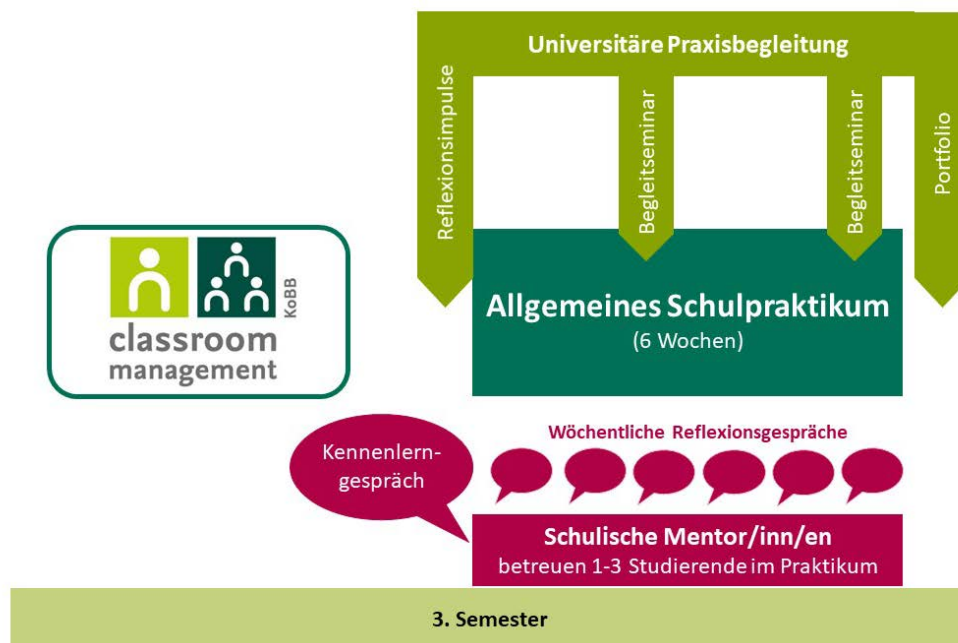 Universitäre Praxisbegleitung
Reflexionsimpulse
Begleitseminar
Begleitseminar
Portfolio
KoBB
classroom
management
Allgemeines Schulpraktikum
(6 Wochen)
Wöchentliche Reflexionsgespräche
Kennenlern-
gespräch
Schulische Mentor/inn/en
betreuen 1-3 Studierende im Praktikum
3. Semester